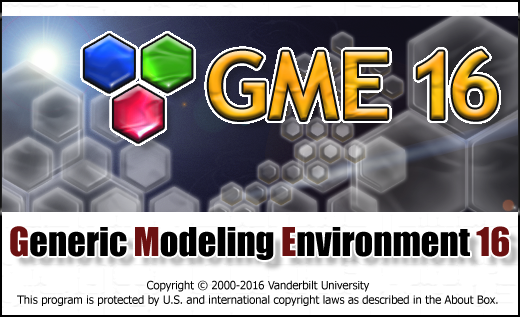 GME 16
Generic Modeling Environment 16
Copyright © 2000-2016 Vanderbilt University
This program is protected by U.S. and international copyright laws as described in the About Box.